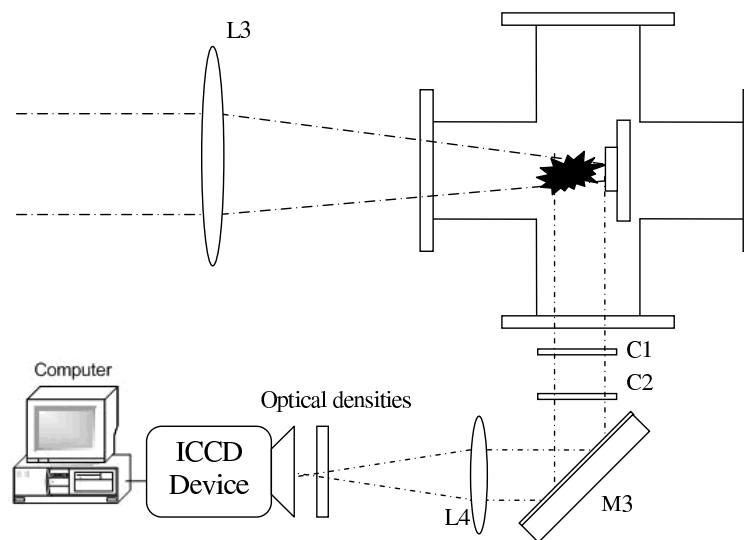 L3
C1
C2
Computer
Optical densities
ICCD
Device
L4
M3